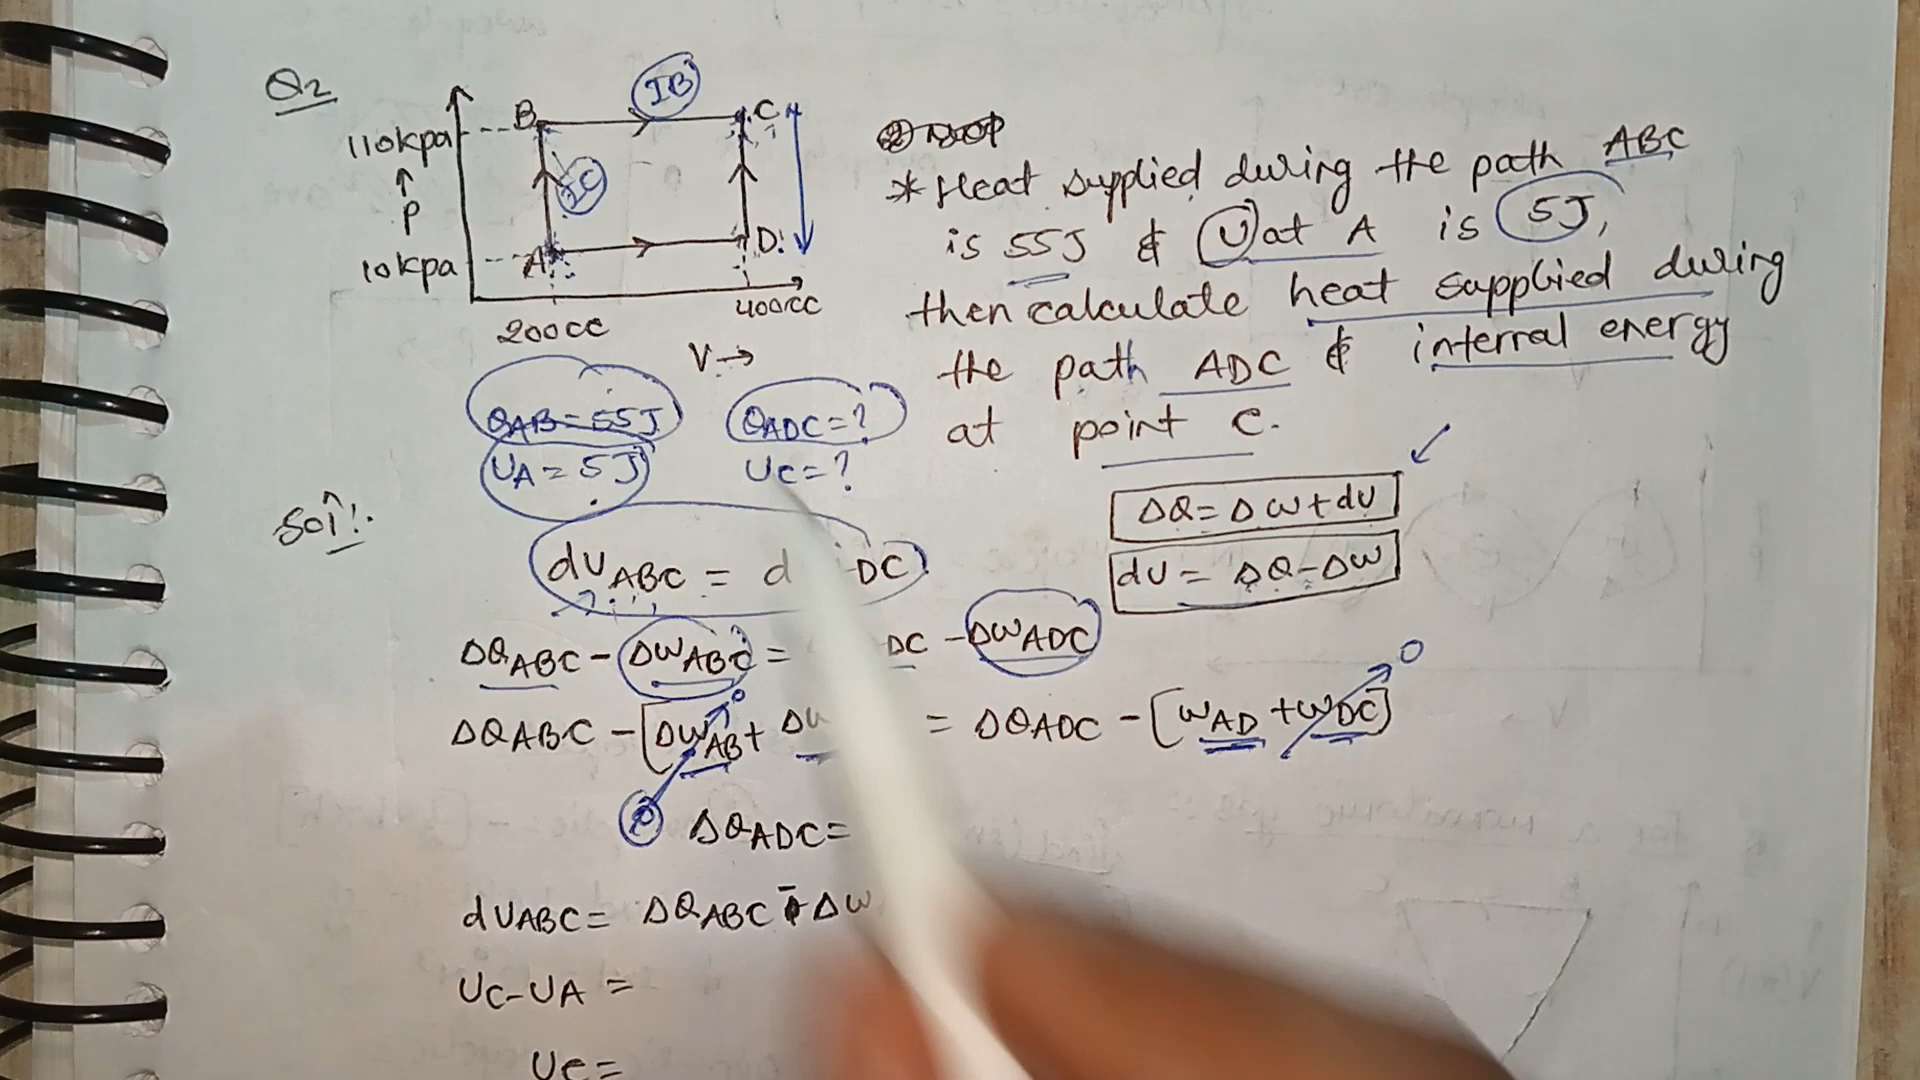 Q2
IB
B
C
110kpa
IC
↑
P
A
D
10kpa
200cc
400cc
V→
* Heat supplied during the path ABC
is 55J & U at A is 5J,
then calculate heat supplied during
the path ADC & internal energy
at point C.
QAB = 55J
QADC = ?
UA = 5J
UC = ?
Sol:
ΔQ = ΔW + dU
dU = ΔQ - ΔW
dUABC = d DC
ΔQABC - ΔWABC = DC - ΔWADC
ΔQABC - [ΔWAB + Δ = ΔQADC - [WAD + WDC]
0
0
ΔQADC =
dUABC = ΔQABC - ΔW
UC - UA =
UC =